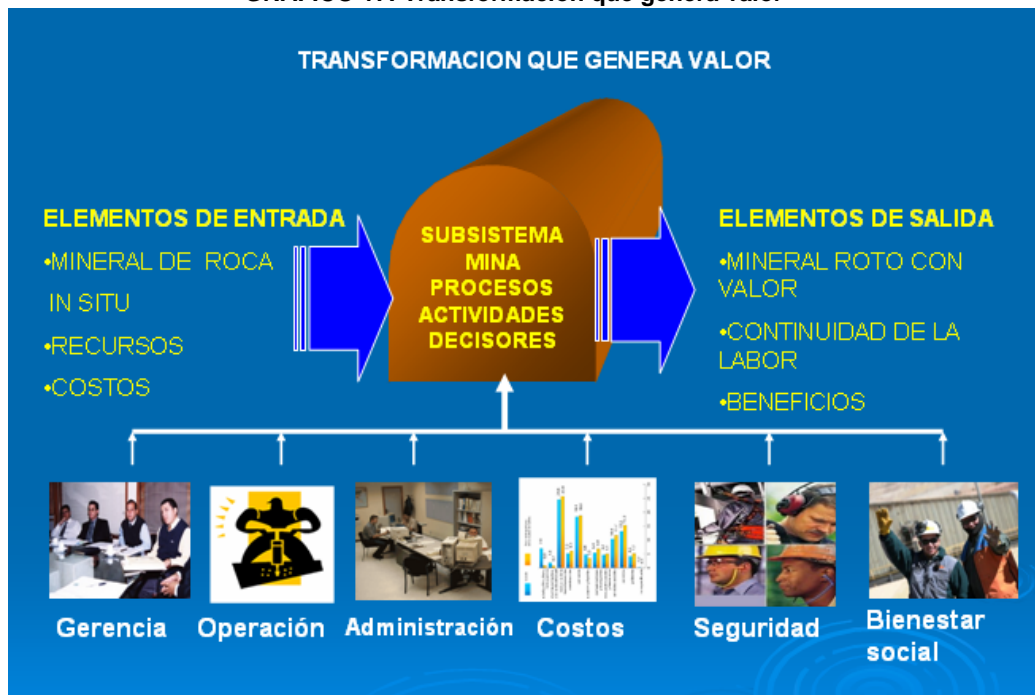 TRANSFORMACION QUE GENERA VALOR
ELEMENTOS DE ENTRADA
•MINERAL DE ROCA
IN SITU
•RECURSOS
•COSTOS
SUBSISTEMA
MINA
PROCESOS
ACTIVIDADES
DECISORES
ELEMENTOS DE SALIDA
•MINERAL ROTO CON
VALOR
•CONTINUIDAD DE LA
LABOR
•BENEFICIOS
Gerencia
Operación
Administración
Costos
Seguridad
Bienestar
social